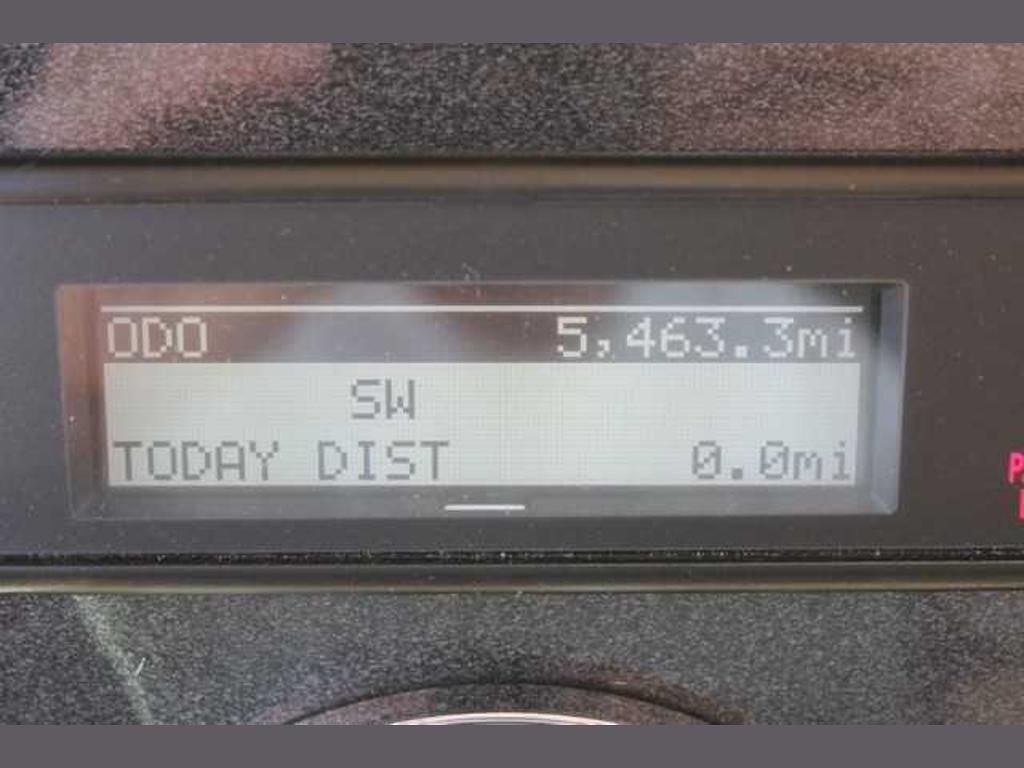 ODO 5,463.3mi
SW
TODAY DIST 0.0mi